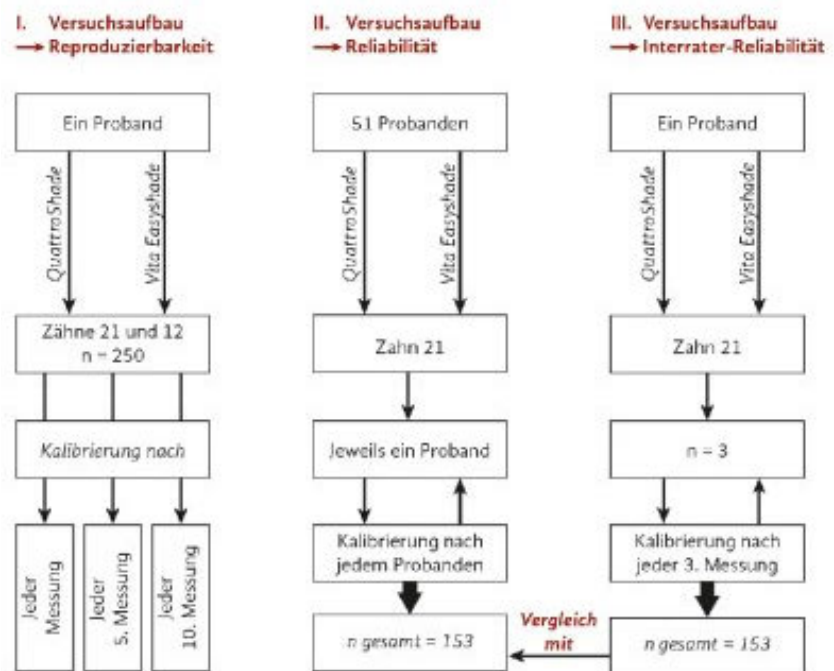 I. Versuchsaufbau
→ Reproduzierbarkeit
Ein Proband
QuattroShade
Vita Easyshade
Zähne 21 und 12
n = 250
Kalibrierung nach
Jeder
Messung
Jeder
5. Messung
Jeder
10. Messung
II. Versuchsaufbau
→ Reliabilität
51 Probanden
QuattroShade
Vita Easyshade
Zahn 21
Jeweils ein Proband
Kalibrierung nach
jedem Probanden
n gesamt = 153
Vergleich
mit
III. Versuchsaufbau
→ Interrater-Reliabilität
Ein Proband
QuattroShade
Vita Easyshade
Zahn 21
n = 3
Kalibrierung nach
jeder 3. Messung
n gesamt = 153